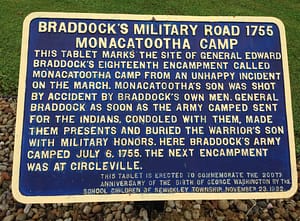 BRADDOCK'S MILITARY ROAD 1755
MONACATOOTHA CAMP
THIS TABLET MARKS THE SITE OF GENERAL EDWARD
BRADDOCK'S EIGHTEENTH ENCAMPMENT CALLED
MONACATOOTHA CAMP FROM AN UNHAPPY INCIDENT
ON THE MARCH. MONACATOOTHA'S SON WAS SHOT
BY ACCIDENT BY BRADDOCK'S OWN MEN. GENERAL
BRADDOCK AS SOON AS THE ARMY CAMPED SENT
FOR THE INDIANS, CONDOLED WITH THEM, MADE
THEM PRESENTS AND BURIED THE WARRIOR'S SON
WITH MILITARY HONORS. HERE BRADDOCK'S ARMY
CAMPED JULY 6, 1755. THE NEXT ENCAMPMENT
WAS AT CIRCLEVILLE.
THIS TABLET IS ERECTED TO COMMEMORATE THE 200TH
ANNIVERSARY OF THE BIRTH OF GEORGE WASHINGTON BY THE
SCHOOL CHILDREN OF SEWICKLEY TOWNSHIP, NOVEMBER 23, 1932